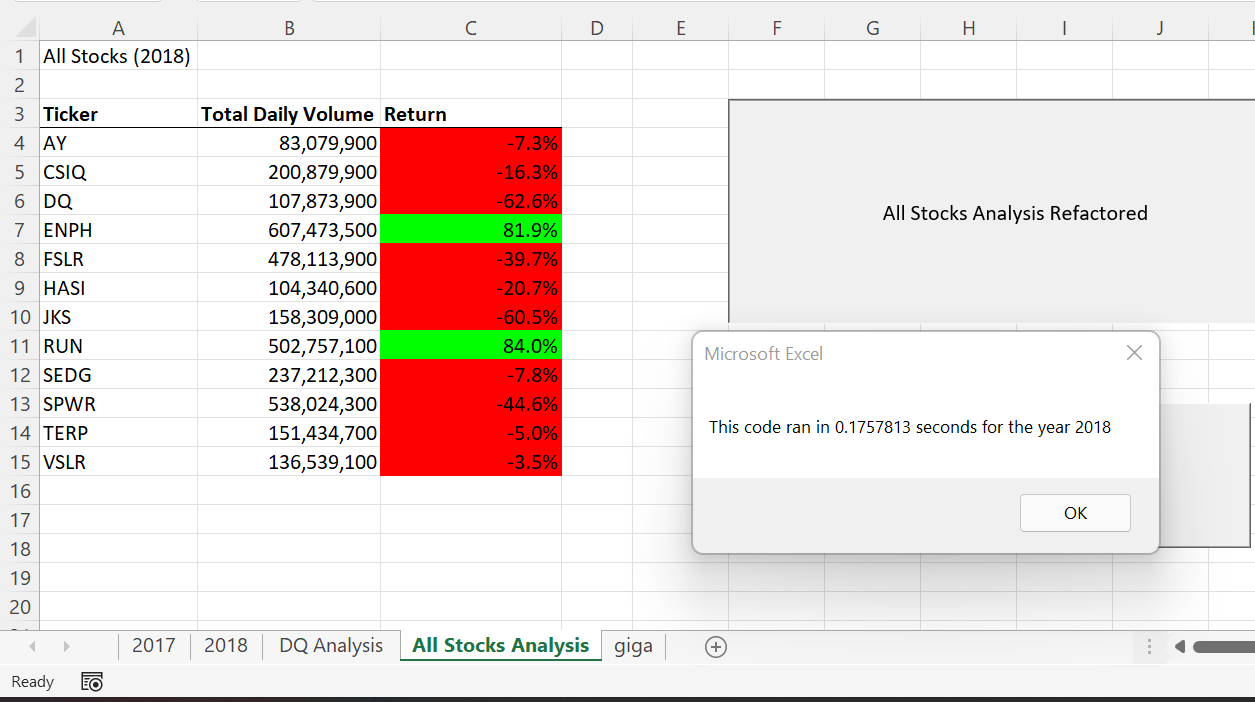 A B C D E F G H I J
1 All Stocks (2018)
2
3 Ticker Total Daily Volume Return
4 AY 83,079,900 -7.3%
5 CSIQ 200,879,900 -16.3%
6 DQ 107,873,900 -62.6%
7 ENPH 607,473,500 81.9%
8 FSLR 478,113,900 -39.7%
9 HASI 104,340,600 -20.7%
10 JKS 158,309,000 -60.5%
11 RUN 502,757,100 84.0%
12 SEDG 237,212,300 -7.8%
13 SPWR 538,024,300 -44.6%
14 TERP 151,434,700 -5.0%
15 VSLR 136,539,100 -3.5%
16
17
18
19
20
All Stocks Analysis Refactored
Microsoft Excel
This code ran in 0.1757813 seconds for the year 2018
OK
2017 2018 DQ Analysis All Stocks Analysis giga
Ready